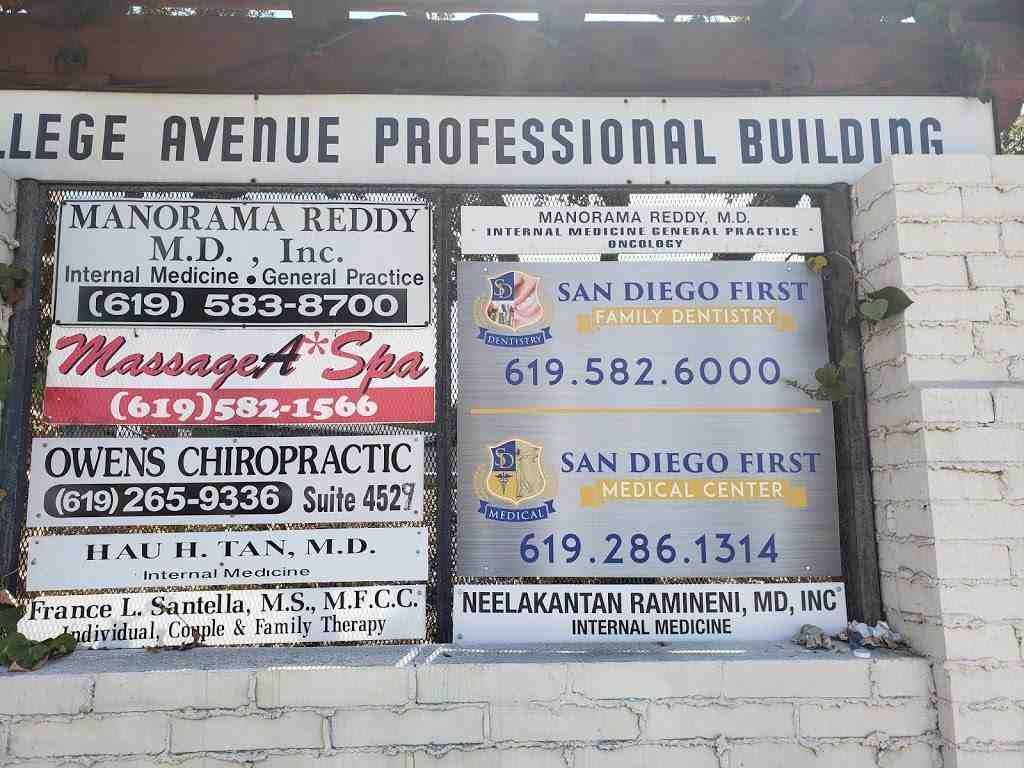 LLEGE AVENUE PROFESSIONAL BUILDING
MANORAMA REDDY
M.D. , Inc.
Internal Medicine • General Practice
(619) 583-8700
MassageA*Spa
(619)582-1566
OWENS CHIROPRACTIC
(619) 265-9336 Suite 4529
HAU H. TAN, M.D.
Internal Medicine
France L. Santella, M.S., M.F.C.C.
ndividual, Couple & Family Therapy
MANORAMA REDDY, M.D.
INTERNAL MEDICINE GENERAL PRACTICE
ONCOLOGY
SD
DENTISTRY
SAN DIEGO FIRST
FAMILY DENTISTRY
619.582.6000
SD
MEDICAL
SAN DIEGO FIRST
MEDICAL CENTER
619.286.1314
NEELAKANTAN RAMINENI, MD, INC
INTERNAL MEDICINE